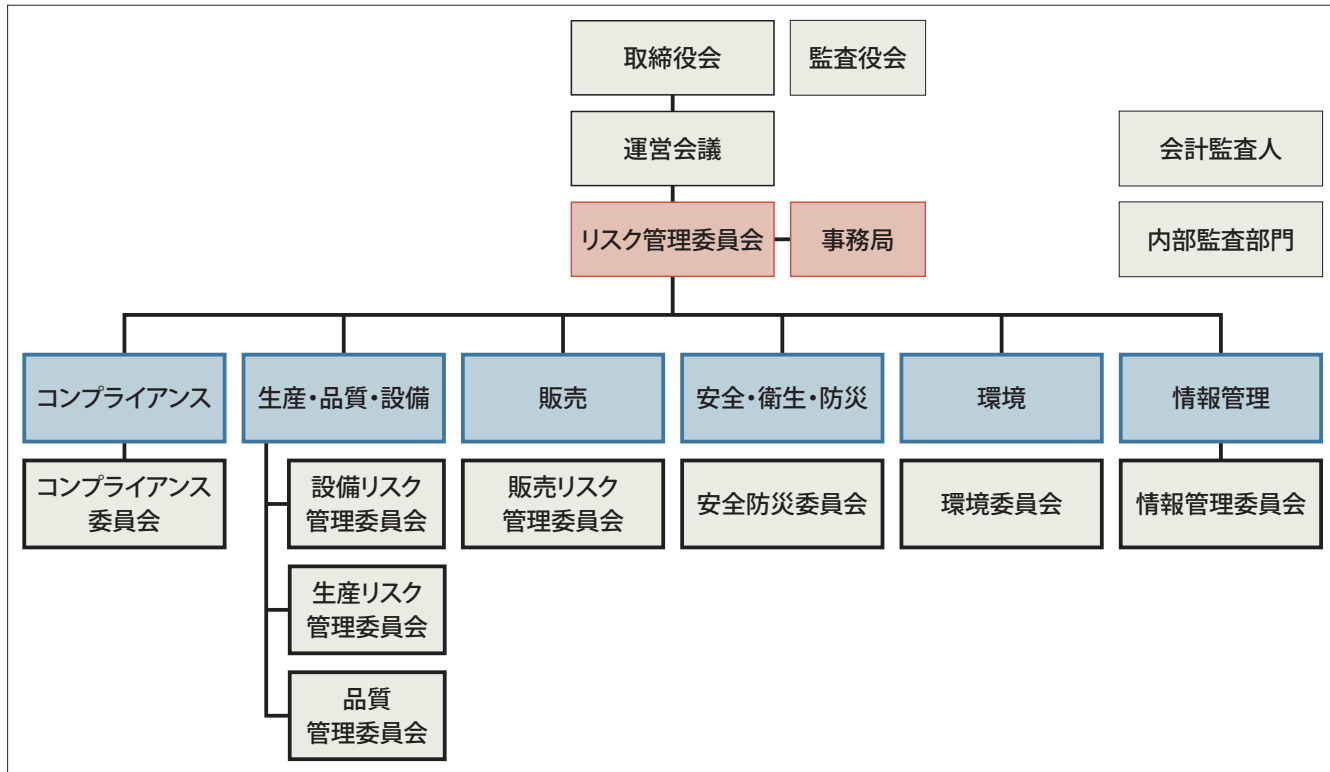 取締役会
監査役会
運営会議
会計監査人
リスク管理委員会
事務局
内部監査部門
コンプライアンス
生産・品質・設備
販売
安全・衛生・防災
環境
情報管理
コンプライアンス
委員会
設備リスク
管理委員会
販売リスク
管理委員会
安全防災委員会
環境委員会
情報管理委員会
生産リスク
管理委員会
品質
管理委員会